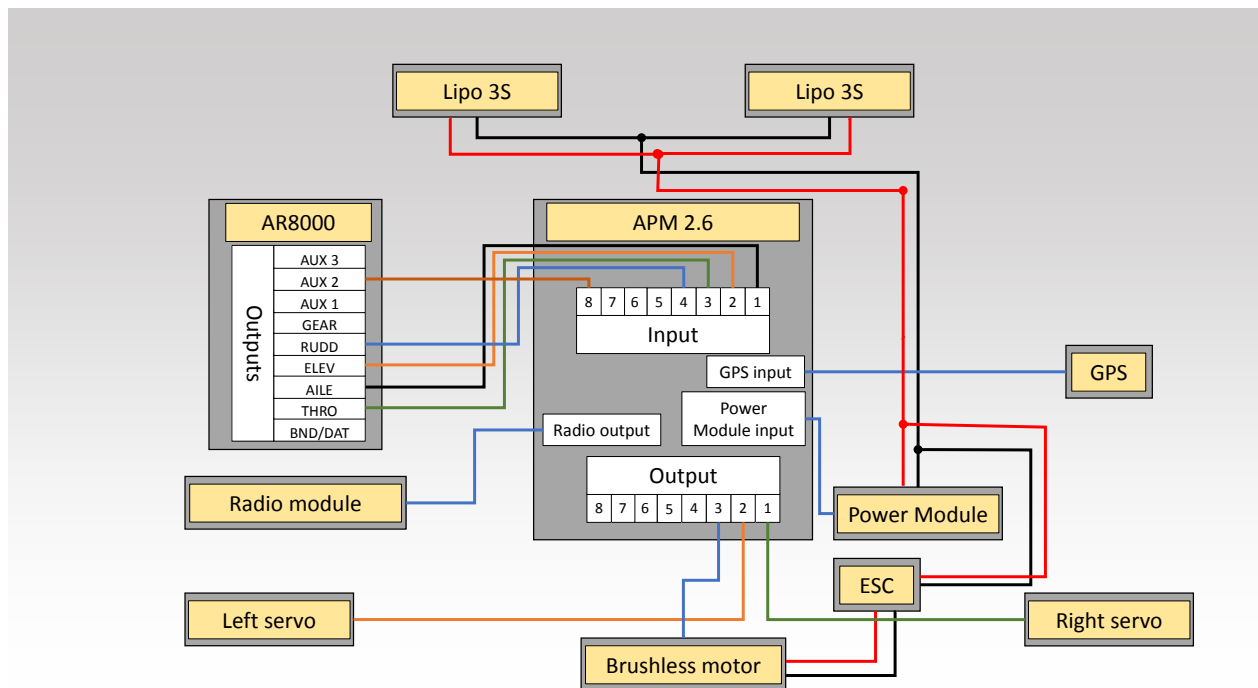 Lipo 3S
Lipo 3S
AR8000
Outputs
AUX 3
AUX 2
AUX 1
GEAR
RUDD
ELEV
AILE
THRO
BND/DAT
APM 2.6
8 7 6 5 4 3 2 1
Input
GPS input
Power
Module input
Radio output
Output
8 7 6 5 4 3 2 1
GPS
Radio module
Power Module
ESC
Left servo
Right servo
Brushless motor